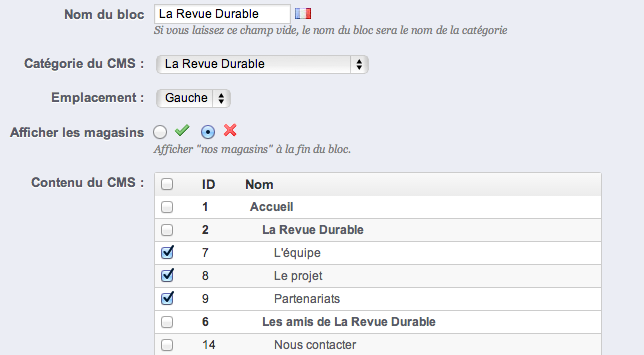 Nom du bloc La Revue Durable
Si vous laissez ce champ vide, le nom du bloc sera le nom de la catégorie
Catégorie du CMS : La Revue Durable
Emplacement : Gauche
Afficher les magasins
Afficher "nos magasins" à la fin du bloc.
Contenu du CMS : ID Nom
1 Accueil
2 La Revue Durable
7 L'équipe
8 Le projet
9 Partenariats
6 Les amis de La Revue Durable
14 Nous contacter